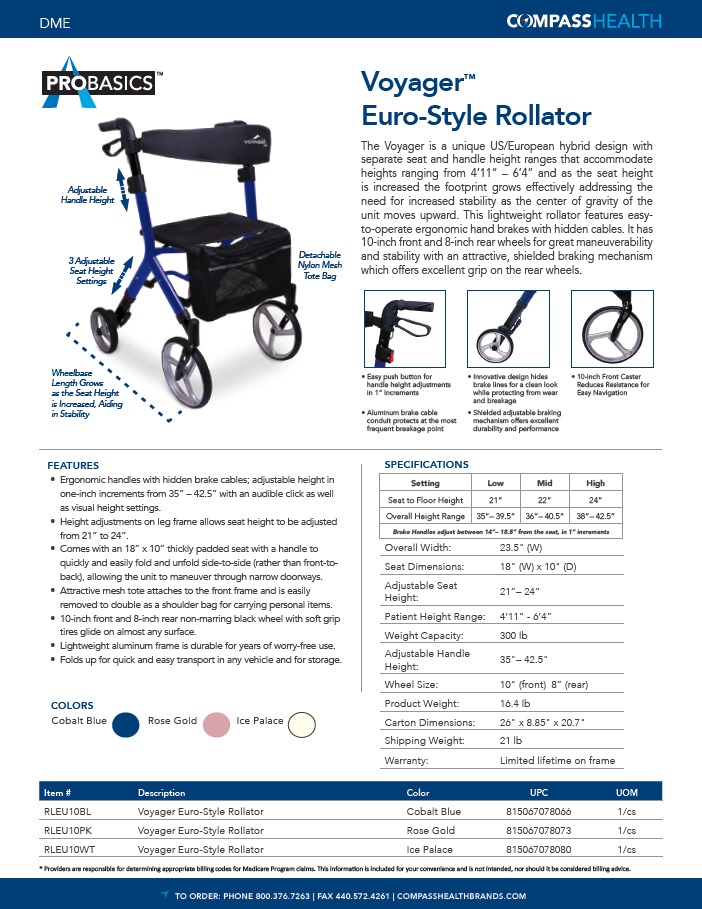 DME
COMPASSHEALTH
PROBASICS™
Voyager™
Euro-Style Rollator
The Voyager is a unique US/European hybrid design with
separate seat and handle height ranges that accommodate
heights ranging from 4’11” – 6’4” and as the seat height
is increased the footprint grows effectively addressing the
need for increased stability as the center of gravity of the
unit moves upward. This lightweight rollator features easy-
to-operate ergonomic hand brakes with hidden cables. It has
10-inch front and 8-inch rear wheels for great maneuverability
and stability with an attractive, shielded braking mechanism
which offers excellent grip on the rear wheels.
VOYAGER
Adjustable
Handle Height
3 Adjustable
Seat Height
Settings
Detachable
Nylon Mesh
Tote Bag
Wheelbase
Length Grows
as the Seat Height
is Increased, Aiding
in Stability
• Easy push button for
handle height adjustments
in 1” increments
• Aluminum brake cable
conduit protects at the most
frequent breakage point
• Innovative design hides
brake lines for a clean look
while protecting from wear
and breakage
• Shielded adjustable braking
mechanism offers excellent
durability and performance
• 10-inch Front Caster
Reduces Resistance for
Easy Navigation
FEATURES
• Ergonomic handles with hidden brake cables; adjustable height in
one-inch increments from 35” – 42.5” with an audible click as well
as visual height settings.
• Height adjustments on leg frame allows seat height to be adjusted
from 21” to 24”.
• Comes with an 18” x 10” thickly padded seat with a handle to
quickly and easily fold and unfold side-to-side (rather than front-to-
back), allowing the unit to maneuver through narrow doorways.
• Attractive mesh tote attaches to the front frame and is easily
removed to double as a shoulder bag for carrying personal items.
• 10-inch front and 8-inch rear non-marring black wheel with soft grip
tires glide on almost any surface.
• Lightweight aluminum frame is durable for years of worry-free use.
• Folds up for quick and easy transport in any vehicle and for storage.
COLORS
Cobalt Blue Rose Gold Ice Palace
SPECIFICATIONS
Setting Low Mid High
Seat to Floor Height 21” 22” 24”
Overall Height Range 35”– 39.5” 36”– 40.5” 38”– 42.5”
Brake Handles adjust between 14”– 18.5” from the seat, in 1” increments
Overall Width: 23.5" (W)
Seat Dimensions: 18" (W) x 10" (D)
Adjustable Seat
Height: 21”– 24”
Patient Height Range: 4’11” - 6’4”
Weight Capacity: 300 lb
Adjustable Handle
Height: 35"– 42.5"
Wheel Size: 10" (front) 8” (rear)
Product Weight: 16.4 lb
Carton Dimensions: 26" x 8.85" x 20.7"
Shipping Weight: 21 lb
Warranty: Limited lifetime on frame
Item # Description Color UPC UOM
RLEU10BL Voyager Euro-Style Rollator Cobalt Blue 815067078066 1/cs
RLEU10PK Voyager Euro-Style Rollator Rose Gold 815067078073 1/cs
RLEU10WT Voyager Euro-Style Rollator Ice Palace 815067078080 1/cs
* Providers are responsible for determining appropriate billing codes for Medicare Program claims. This information is included for your convenience and is not intended, nor should it be considered billing advice.
TO ORDER: PHONE 800.376.7263 | FAX 440.572.4261 | COMPASSHEALTHBRANDS.COM